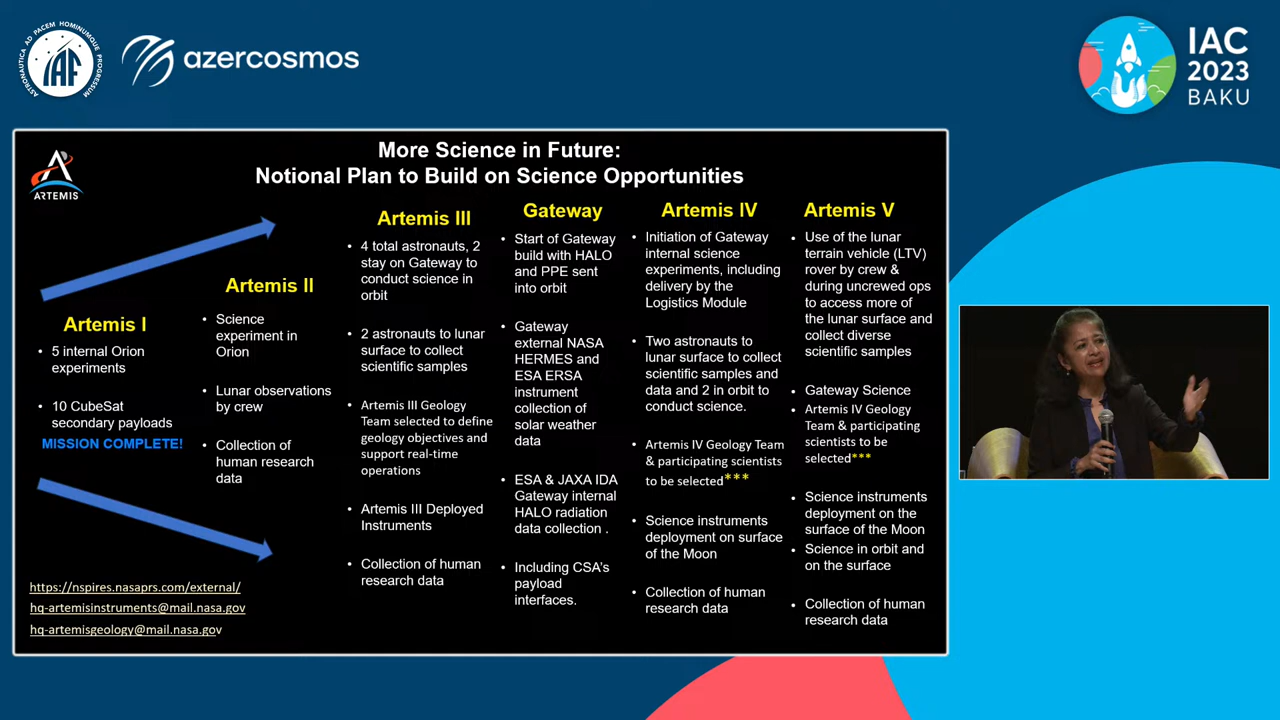 ASTRONAUTICA AD PACEM HOMINUMQUE PROGRESSUM
IAF
azercosmos
IAC
2023
BAKU
ARTEMIS
More Science in Future:
Notional Plan to Build on Science Opportunities
Artemis I
• 5 internal Orion
experiments
• 10 CubeSat
secondary payloads
MISSION COMPLETE!
Artemis II
• Science
experiment in
Orion
• Lunar observations
by crew
• Collection of
human research
data
Artemis III
• 4 total astronauts, 2
stay on Gateway to
conduct science in
orbit
• 2 astronauts to lunar
surface to collect
scientific samples
• Artemis III Geology
Team selected to define
geology objectives and
support real-time
operations
• Artemis III Deployed
Instruments
• Collection of human
research data
Gateway
• Start of Gateway
build with HALO
and PPE sent
into orbit
• Gateway
external NASA
HERMES and
ESA ERSA
instrument
collection of
solar weather
data
• ESA & JAXA IDA
Gateway internal
HALO radiation
data collection .
• Including CSA's
payload
interfaces.
Artemis IV
• Initiation of Gateway
internal science
experiments, including
delivery by the
Logistics Module
• Two astronauts to
lunar surface to collect
scientific samples and
data and 2 in orbit to
conduct science.
• Artemis IV Geology Team
& participating scientists
to be selected***
• Science instruments
deployment on surface
of the Moon
• Collection of human
research data
Artemis V
• Use of the lunar
terrain vehicle (LTV)
rover by crew &
during uncrewed ops
to access more of
the lunar surface and
collect diverse
scientific samples
• Gateway Science
• Artemis IV Geology
Team & participating
scientists to be
selected***
• Science instruments
deployment on the
surface of the Moon
• Science in orbit and
on the surface
• Collection of human
research data
https://nspires.nasaprs.com/external/
hq-artemisinstruments@mail.nasa.gov
hq-artemisgeology@mail.nasa.gov